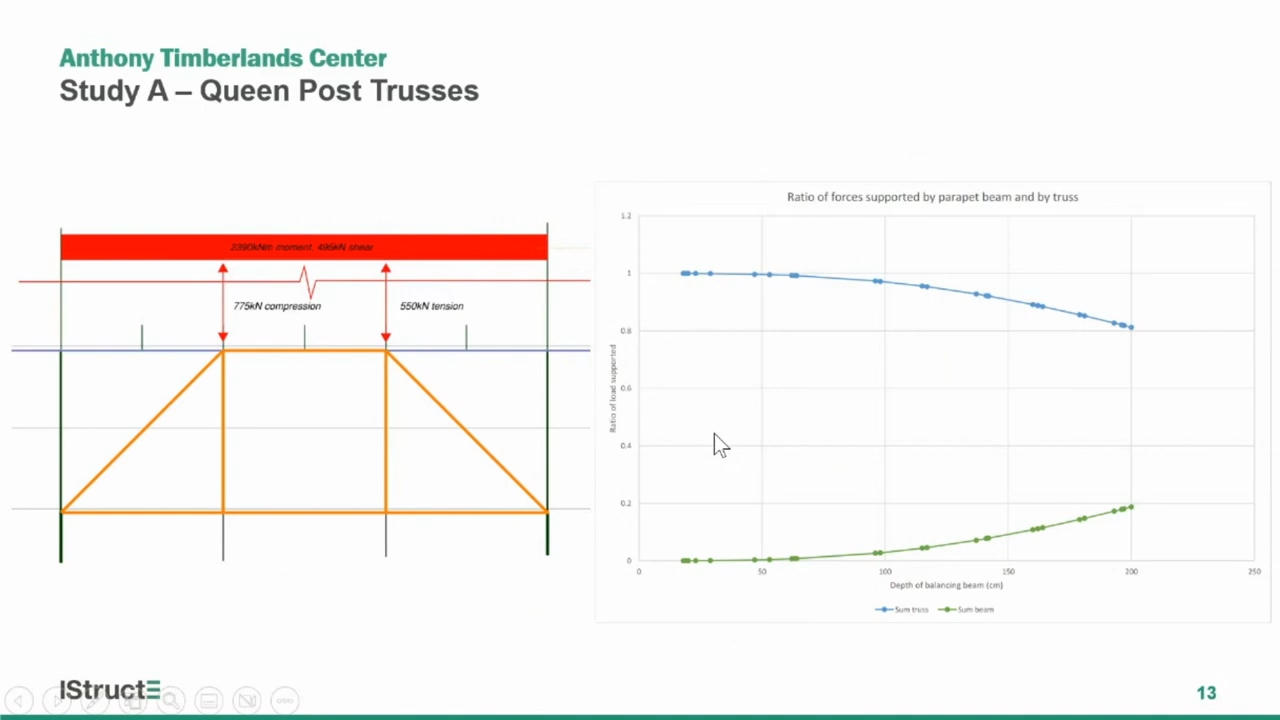 Anthony Timberlands Center
Study A – Queen Post Trusses
2390kNm moment, 495kN shear
775kN compression
550kN tension
Ratio of forces supported by parapet beam and by truss
Ratio of load supported
1.2
1
0.8
0.6
0.4
0.2
0
0 50 100 150 200 250
Depth of balancing beam (cm)
Sum truss Sum beam
IStructE
13